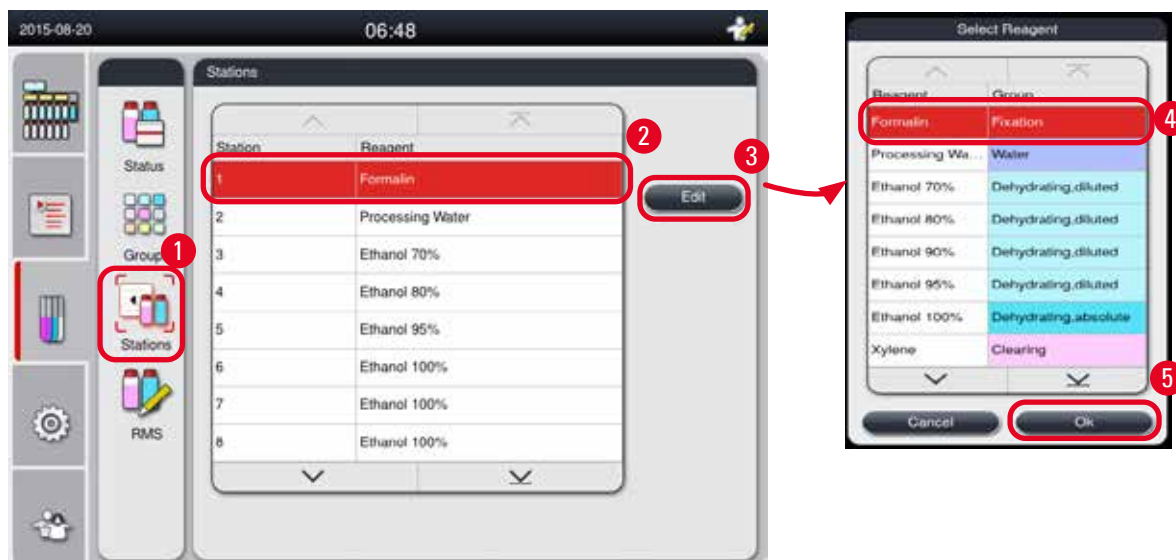 2015-08-20
06:48
Stations
Status
Group
Stations
RMS
Station Reagent
1 Formalin
2 Processing Water
3 Ethanol 70%
4 Ethanol 80%
5 Ethanol 95%
6 Ethanol 100%
7 Ethanol 100%
8 Ethanol 100%
Edit
1
2
3
Select Reagent
Reagent Group
Formalin Fixation
Processing Wa... Water
Ethanol 70% Dehydrating,diluted
Ethanol 80% Dehydrating,diluted
Ethanol 90% Dehydrating,diluted
Ethanol 95% Dehydrating,diluted
Ethanol 100% Dehydrating,absolute
Xylene Clearing
Cancel Ok
4
5